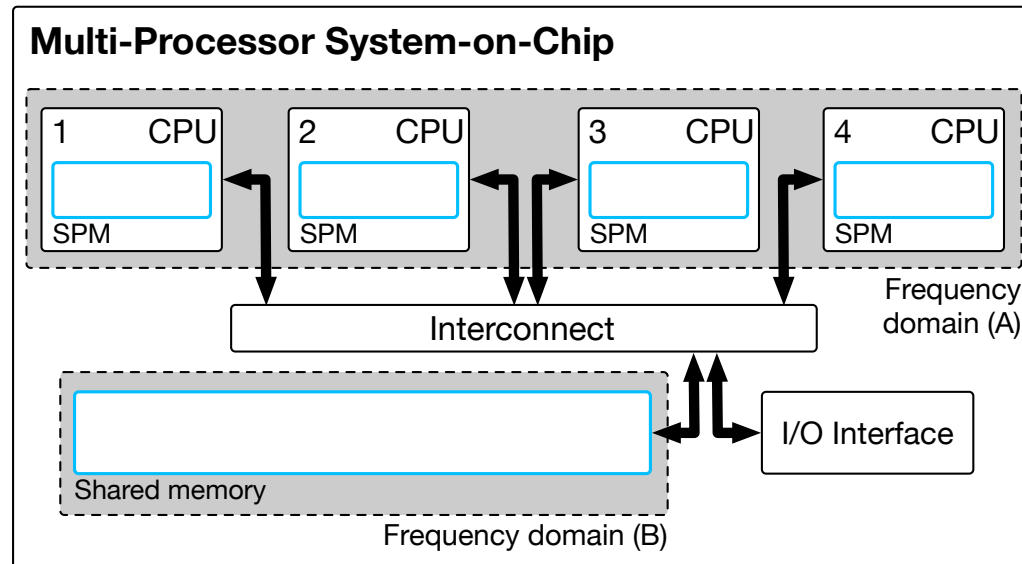 Multi-Processor System-on-Chip
1 CPU
SPM
2 CPU
SPM
3 CPU
SPM
4 CPU
SPM
Frequency
domain (A)
Interconnect
I/O Interface
Shared memory
Frequency domain (B)